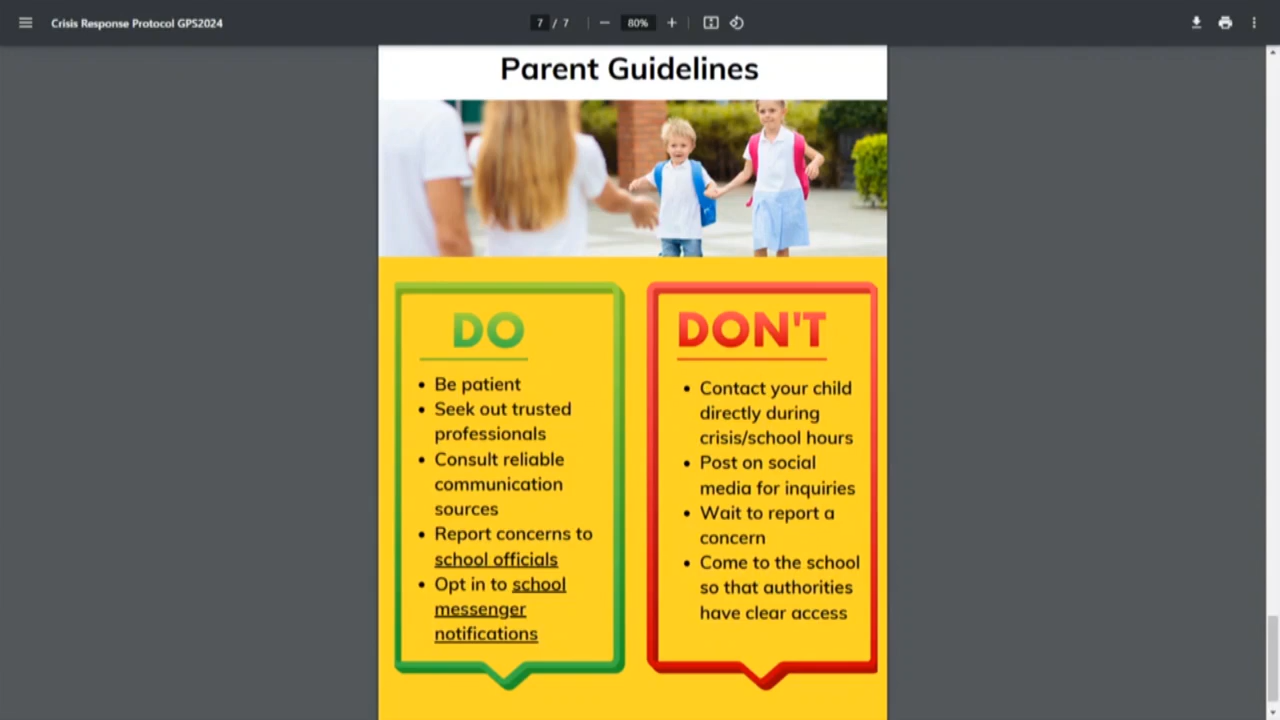 Crisis Response Protocol GPS2024
7 / 7
80%
Parent Guidelines
DO
• Be patient
• Seek out trusted
professionals
• Consult reliable
communication
sources
• Report concerns to
school officials
• Opt in to school
messenger
notifications
DON'T
• Contact your child
directly during
crisis/school hours
• Post on social
media for inquiries
• Wait to report a
concern
• Come to the school
so that authorities
have clear access